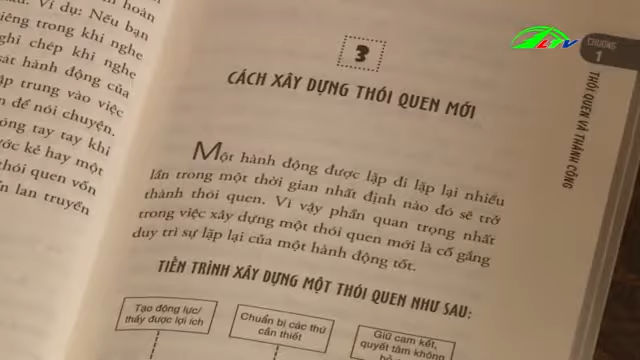 hoàn
Ví dụ: Nếu bạn
riêng trong khi nghe
ghi chép khi nghe
sát hành động của
tập trung vào việc
để nói chuyện.
tay khi
kẻ hay một
thói quen vốn
lan truyền
3
CÁCH XÂY DỰNG THÓI QUEN MỚI
Một hành động được lặp đi lặp lại nhiều
lần trong một thời gian nhất định nào đó sẽ trở
thành thói quen. Vì vậy phần quan trọng nhất
trong việc xây dựng một thói quen mới là cố gắng
duy trì sự lặp lại của một hành động tốt.
TIẾN TRÌNH XÂY DỰNG MỘT THÓI QUEN NHƯ SAU:
Tạo động lực/
thấy được lợi ích
Chuẩn bị các thứ
cần thiết
Giữ cam kết,
quyết tâm không
CHƯƠNG
1
THÓI QUEN VÀ THÀNH CÔNG
LTV